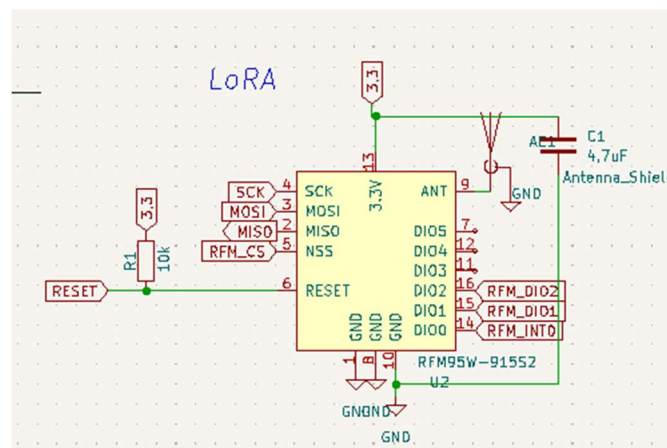 LoRA
3.3
AE1
C1
4.7uF
Antenna_Shiel
GND
13
3.3V
9
ANT
SCK
4
SCK
MOSI
3
MOSI
MISO
2
MISO
RFM_CS
5
NSS
3.3
R1
10k
RESET
6
RESET
7
DIO5
12
DIO4
11
DIO3
16
DIO2
RFM_DIO2
15
DIO1
RFM_DIO1
14
DIO0
RFM_INT0
GND
GND
GND
1
8
10
RFM95W-915S2
U2
GND
GND
GND